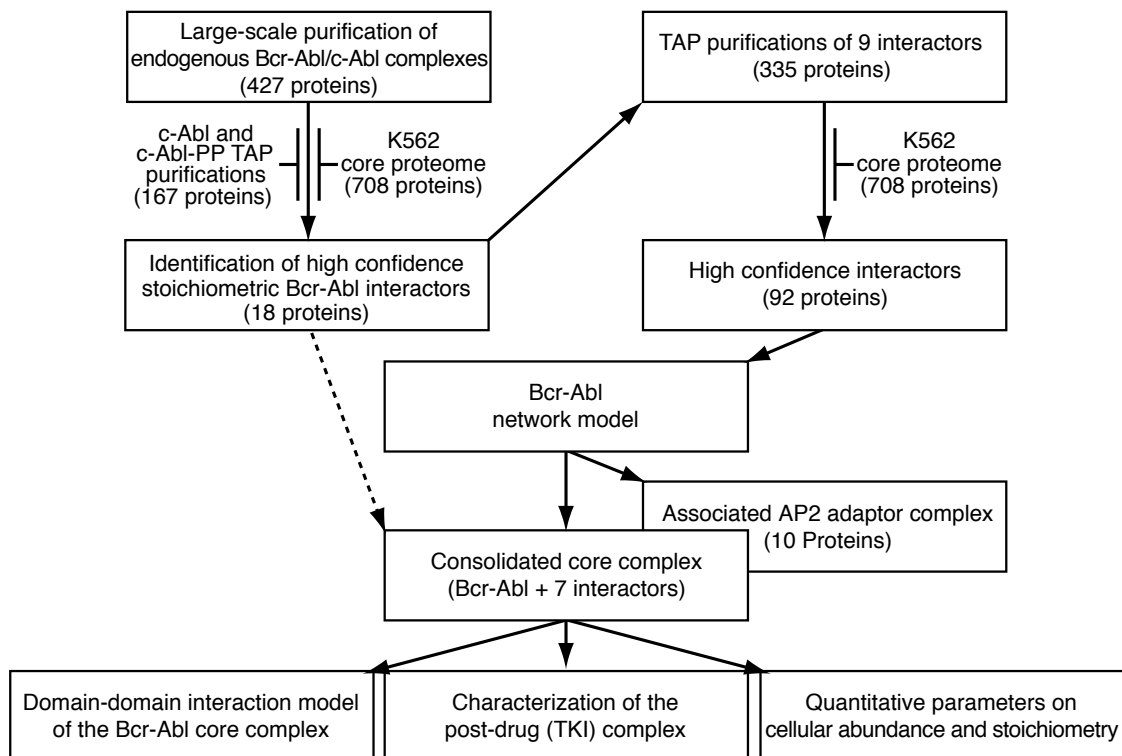 Large-scale purification of
endogenous Bcr-Abl/c-Abl complexes
(427 proteins)
TAP purifications of 9 interactors
(335 proteins)
c-Abl and
c-Abl-PP TAP
purifications
(167 proteins)
K562
core proteome
(708 proteins)
K562
core proteome
(708 proteins)
Identification of high confidence
stoichiometric Bcr-Abl interactors
(18 proteins)
High confidence interactors
(92 proteins)
Bcr-Abl
network model
Associated AP2 adaptor complex
(10 Proteins)
Consolidated core complex
(Bcr-Abl + 7 interactors)
Domain-domain interaction model
of the Bcr-Abl core complex
Characterization of the
post-drug (TKI) complex
Quantitative parameters on
cellular abundance and stoichiometry